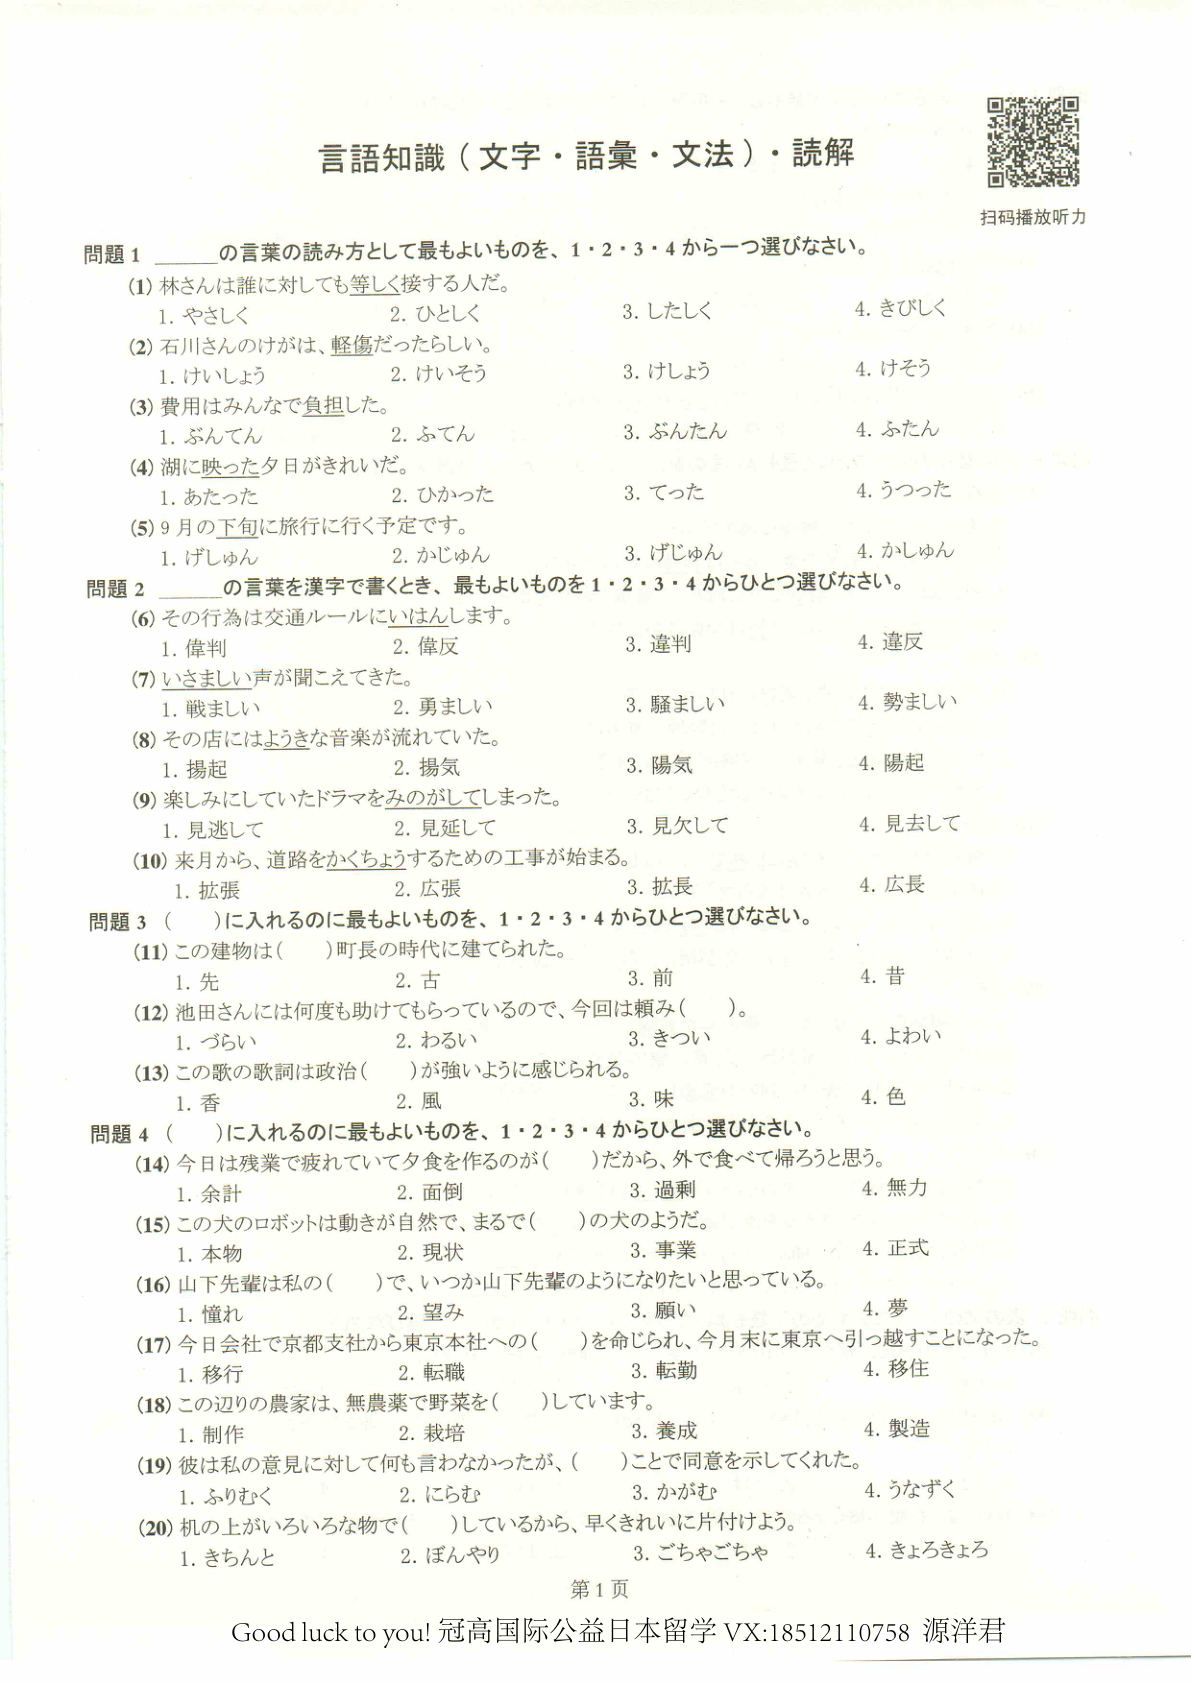 言語知識（文字・語彙・文法）・読解
扫码播放听力
問題 1 ______の言葉の読み方として最もよいものを、1・2・3・4から一つ選びなさい。
(1) 林さんは誰に対しても等しく接する人だ。
1. やさしく 2. ひとしく 3. したしく 4. きびしく
(2) 石川さんのけがは、軽傷だったらしい。
1. けいしょう 2. けいそう 3. けしょう 4. けそう
(3) 費用はみんなで負担した。
1. ぶんてん 2. ふてん 3. ぶんたん 4. ふたん
(4) 湖に映った夕日がきれいだ。
1. あたった 2. ひかった 3. てった 4. うつった
(5) 9月の下旬に旅行に行く予定です。
1. げしゅん 2. かじゅん 3. げじゅん 4. かしゅん
問題 2 ______の言葉を漢字で書くとき、最もよいものを1・2・3・4からひとつ選びなさい。
(6) その行為は交通ルールにいはんします。
1. 偉判 2. 偉反 3. 違判 4. 違反
(7) いさましい声が聞こえてきた。
1. 戦ましい 2. 勇ましい 3. 騒ましい 4. 勢ましい
(8) その店にはようきな音楽が流れていた。
1. 揚起 2. 揚気 3. 陽気 4. 陽起
(9) 楽しみにしていたドラマをみのがしてしまった。
1. 見逃して 2. 見延して 3. 見欠して 4. 見去して
(10) 来月から、道路をかくちょうするための工事が始まる。
1. 拡張 2. 広張 3. 拡長 4. 広長
問題 3 （　　）に入れるのに最もよいものを、1・2・3・4からひとつ選びなさい。
(11) この建物は（　　）町長の時代に建てられた。
1. 先 2. 古 3. 前 4. 昔
(12) 池田さんには何度も助けてもらっているので、今回は頼み（　　）。
1. づらい 2. わるい 3. きつい 4. よわい
(13) この歌の歌詞は政治（　　）が強いように感じられる。
1. 香 2. 風 3. 味 4. 色
問題 4 （　　）に入れるのに最もよいものを、1・2・3・4からひとつ選びなさい。
(14) 今日は残業で疲れていて夕食を作るのが（　　）だから、外で食べて帰ろうと思う。
1. 余計 2. 面倒 3. 過剰 4. 無力
(15) この犬のロボットは動きが自然で、まるで（　　）の犬のようだ。
1. 本物 2. 現状 3. 事業 4. 正式
(16) 山下先輩は私の（　　）で、いつか山下先輩のようになりたいと思っている。
1. 憧れ 2. 望み 3. 願い 4. 夢
(17) 今日会社で京都支社から東京本社への（　　）を命じられ、今月末に東京へ引っ越すことになった。
1. 移行 2. 転職 3. 転勤 4. 移住
(18) この辺りの農家は、無農薬で野菜を（　　）しています。
1. 制作 2. 栽培 3. 養成 4. 製造
(19) 彼は私の意見に対して何も言わなかったが、（　　）ことで同意を示してくれた。
1. ふりむく 2. にらむ 3. かがむ 4. うなずく
(20) 机の上がいろいろな物で（　　）しているから、早くきれいに片付けよう。
1. きちんと 2. ぼんやり 3. ごちゃごちゃ 4. きょろきょろ
第 1 页
Good luck to you! 冠高国际公益日本留学 VX:18512110758 源洋君